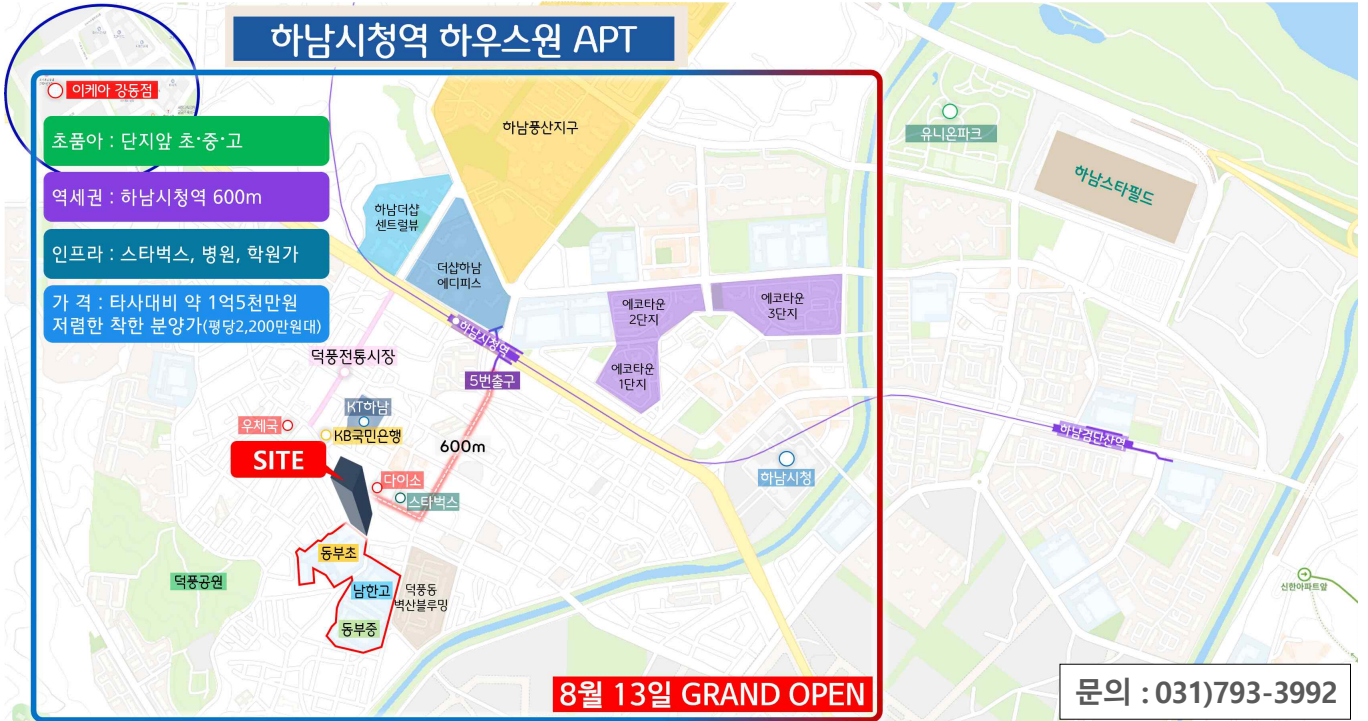 하남시청역 하우스원 APT
이케아 강동점
초품아 : 단지앞 초·중·고
역세권 : 하남시청역 600m
인프라 : 스타벅스, 병원, 학원가
가 격 : 타사대비 약 1억5천만원
저렴한 착한 분양가(평당2,200만원대)
하남풍산지구
유니온파크
하남스타필드
하남더샵
센트럴뷰
더샵하남
에디피스
에코타운
2단지
에코타운
3단지
에코타운
1단지
하남시청역
5번출구
덕풍전통시장
KT하남
우체국
KB국민은행
600m
SITE
다이소
스타벅스
하남시청
하남검단산역
동부초
덕풍공원
남한고
덕풍동
벽산블루밍
동부중
신한아파트앞
8월 13일 GRAND OPEN
문의 : 031)793-3992